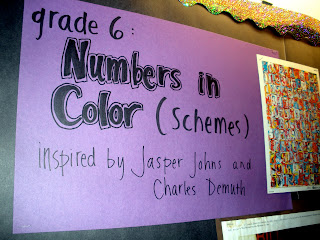 grade 6:
Numbers in
Color (schemes)
inspired by Jasper Johns and
Charles Demuth